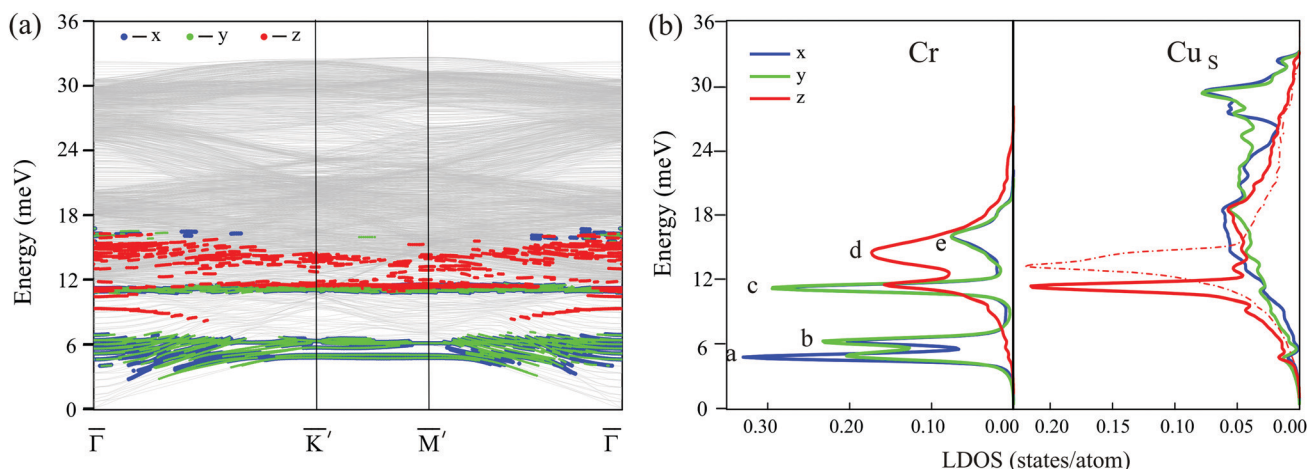 (a)
x
y
z
Energy (meV)
36
30
24
18
12
6
0
Γ̅
K̅′
M̅′
Γ̅
(b)
x
y
z
Cr
Cu S
Energy (meV)
36
30
24
18
12
6
0
a
b
c
d
e
0.30
0.20
0.10
0.00
0.20
0.15
0.10
0.05
0.00
LDOS (states/atom)